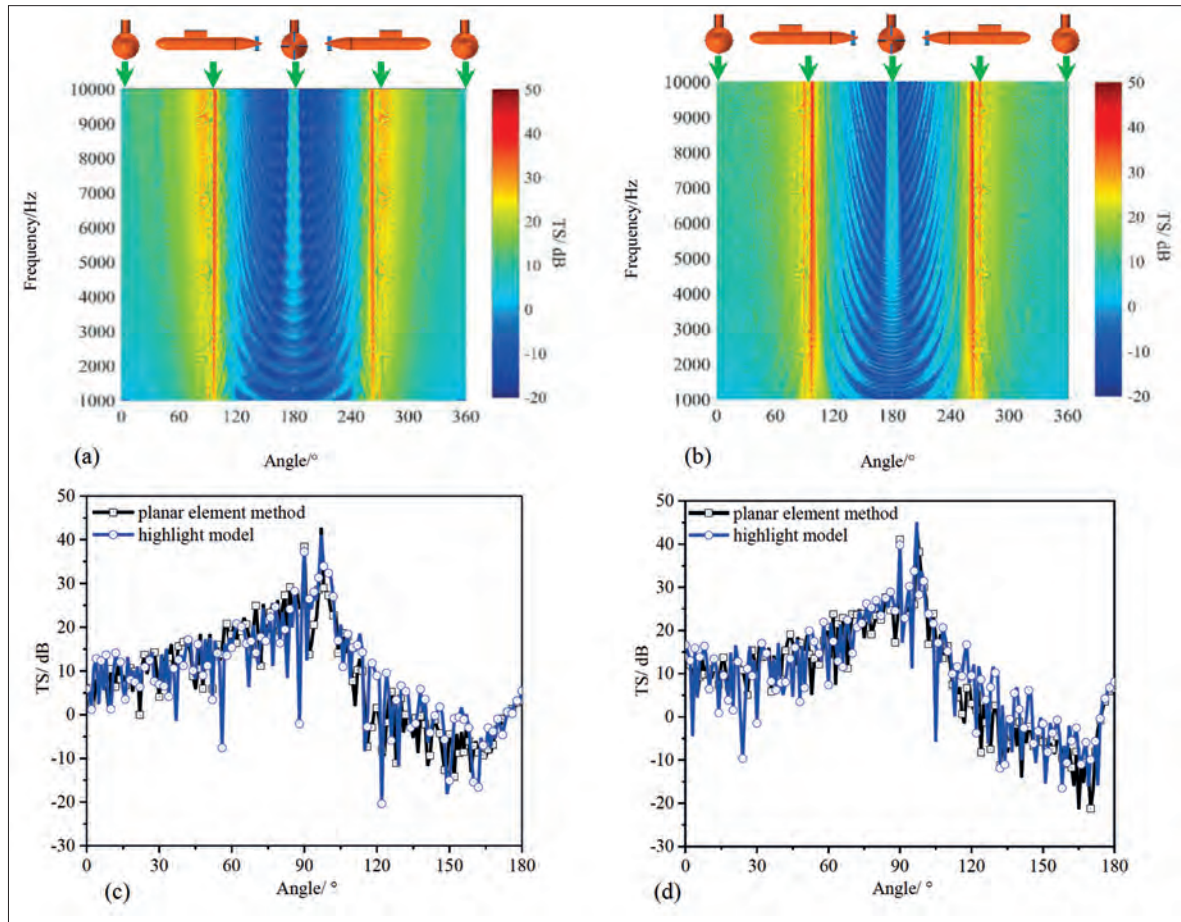 10000
9000
8000
7000
6000
5000
4000
3000
2000
1000
Frequency/Hz
0 60 120 180 240 300 360
Angle/°
50
40
30
20
10
0
-10
-20
TS/ dB
(a)
10000
9000
8000
7000
6000
5000
4000
3000
2000
1000
Frequency/Hz
0 60 120 180 240 300 360
Angle/°
50
40
30
20
10
0
-10
-20
TS/ dB
(b)
50
40
30
20
10
0
-10
-20
-30
TS/ dB
planar element method
highlight model
0 30 60 90 120 150 180
Angle/ °
(c)
50
40
30
20
10
0
-10
-20
-30
TS/ dB
planar element method
highlight model
0 30 60 90 120 150 180
Angle/ °
(d)